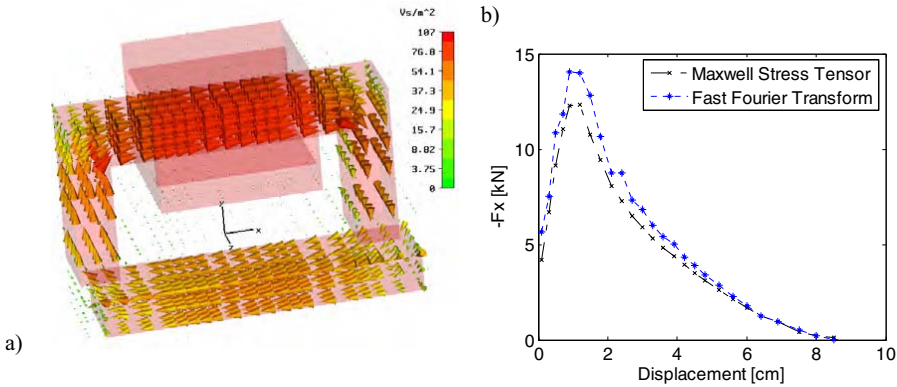 a)
Vs/m^2
107
76.8
54.1
37.3
24.9
15.7
8.82
3.75
0
y
x
z
b)
Maxwell Stress Tensor
Fast Fourier Transform
-Fx [kN]
15
10
5
0
0 2 4 6 8 10
Displacement [cm]